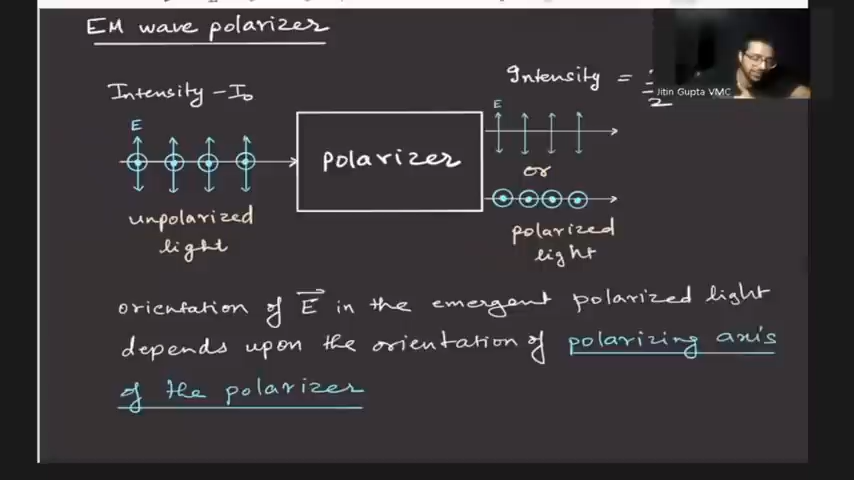 EM wave polarizer
Intensity - I₀
Intensity =
2
Jitin Gupta VMC
E
E
polarizer
or
unpolarized
light
polarized
light
orientation of E⃗ in the emergent polarized light
depends upon the orientation of polarizing axis
of the polarizer